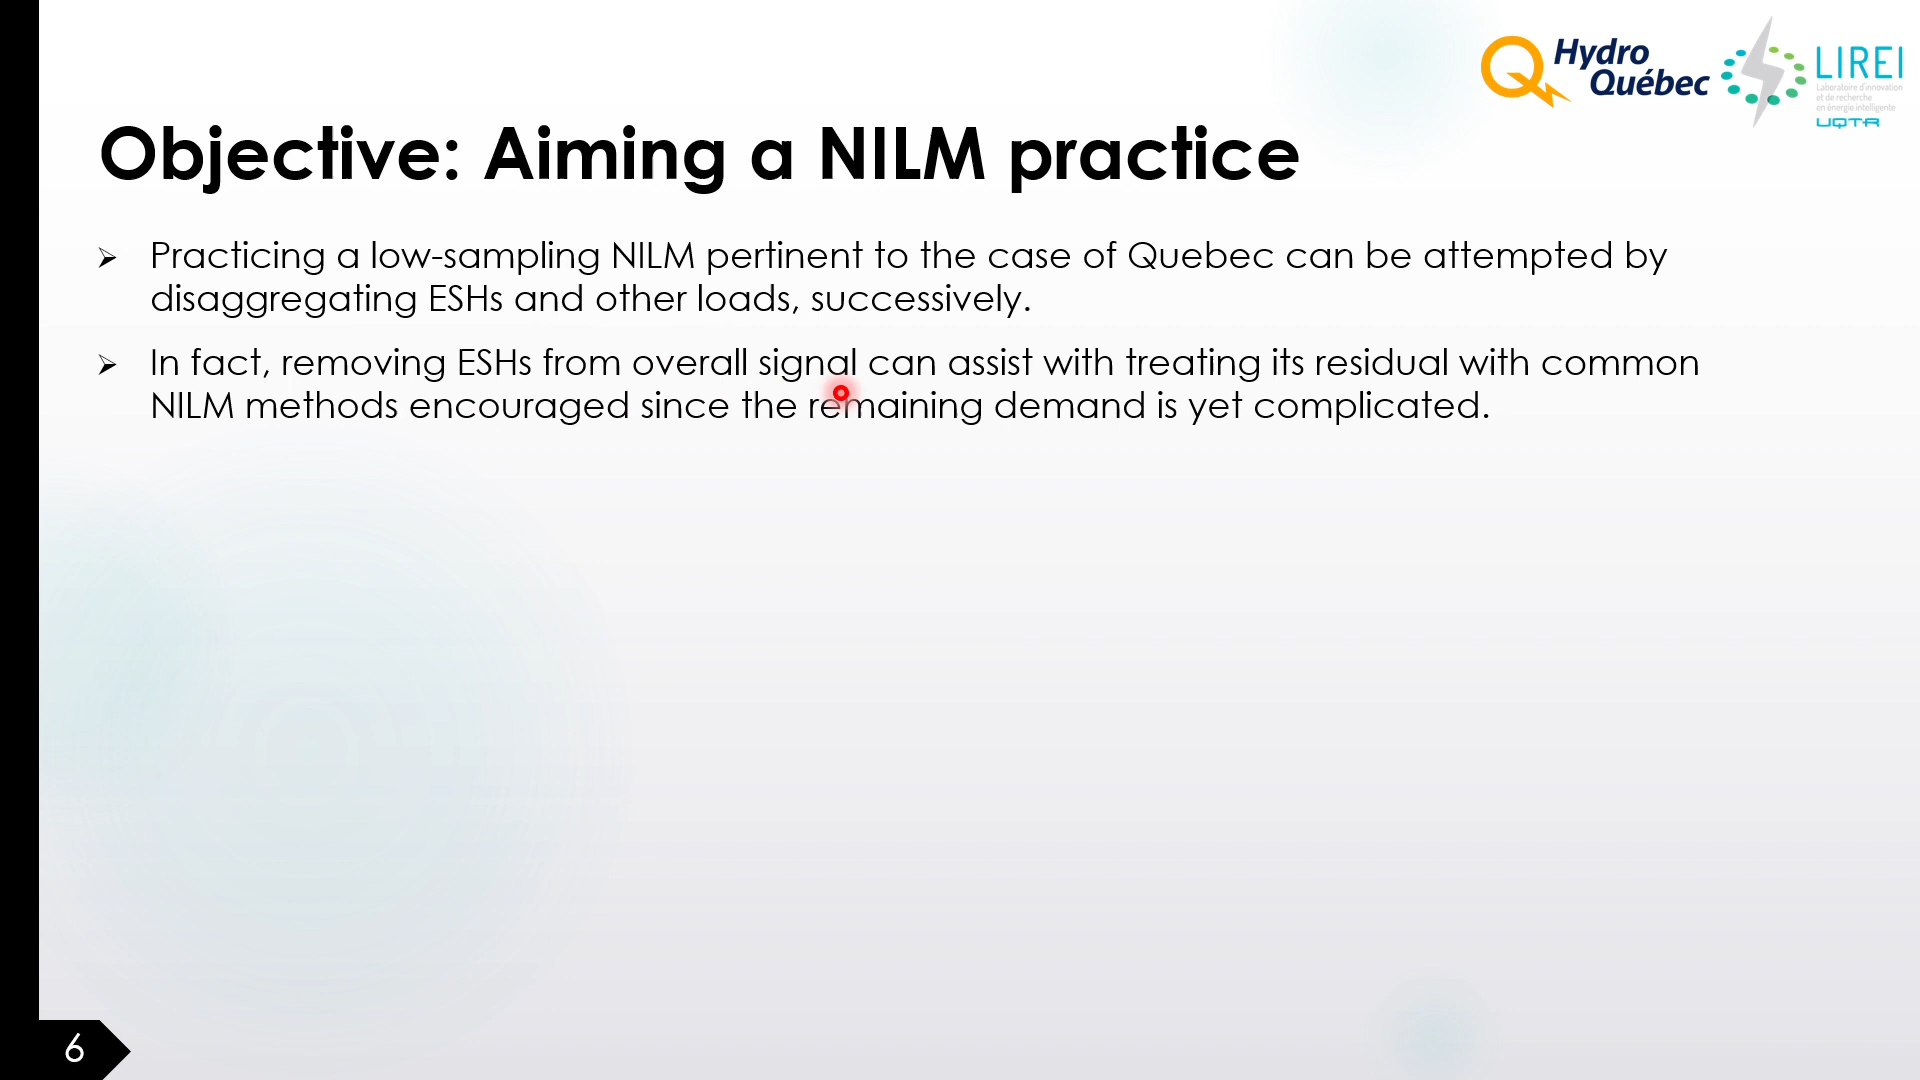 Hydro
Québec
LIREI
Laboratoire d'innovation
et de recherche
en énergie intelligente
UQTR
Objective: Aiming a NILM practice
Practicing a low-sampling NILM pertinent to the case of Quebec can be attempted by
disaggregating ESHs and other loads, successively.
In fact, removing ESHs from overall signal can assist with treating its residual with common
NILM methods encouraged since the remaining demand is yet complicated.
6